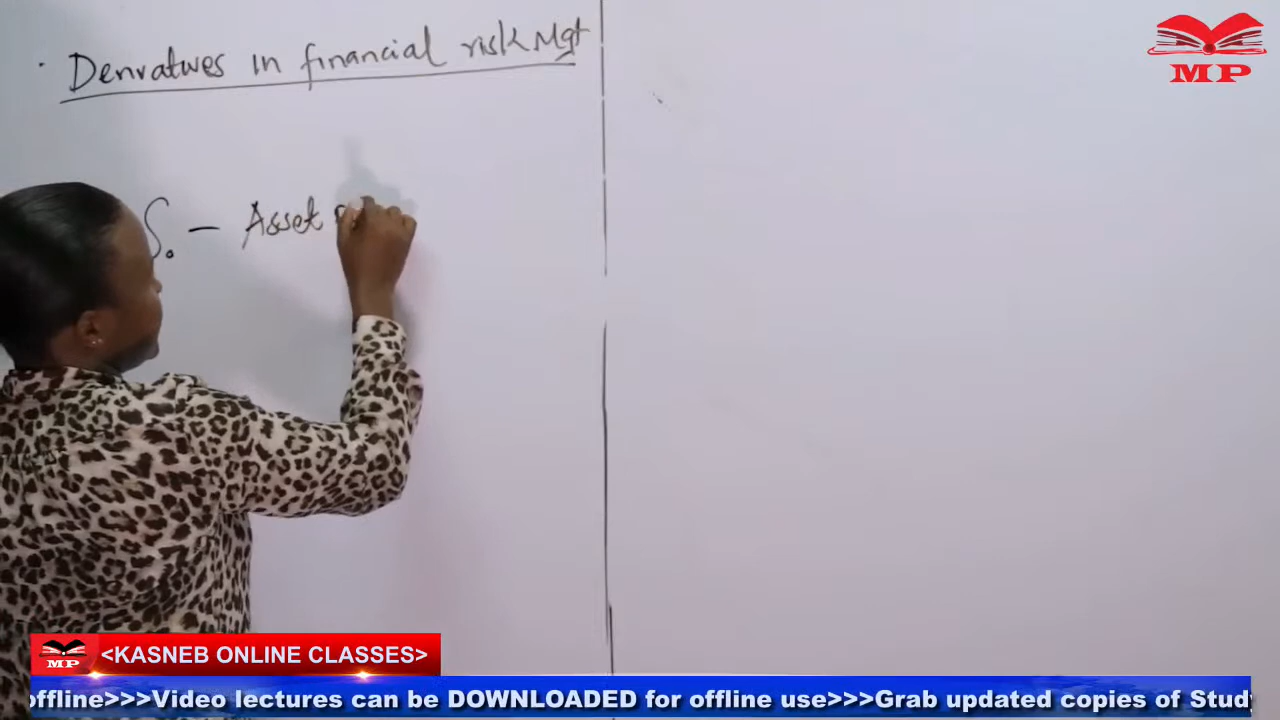 Derivatives in financial risk Mgt
S. - Asset
MP
MP
<KASNEB ONLINE CLASSES>
offline>>>Video lectures can be DOWNLOADED for offline use>>>Grab updated copies of Study